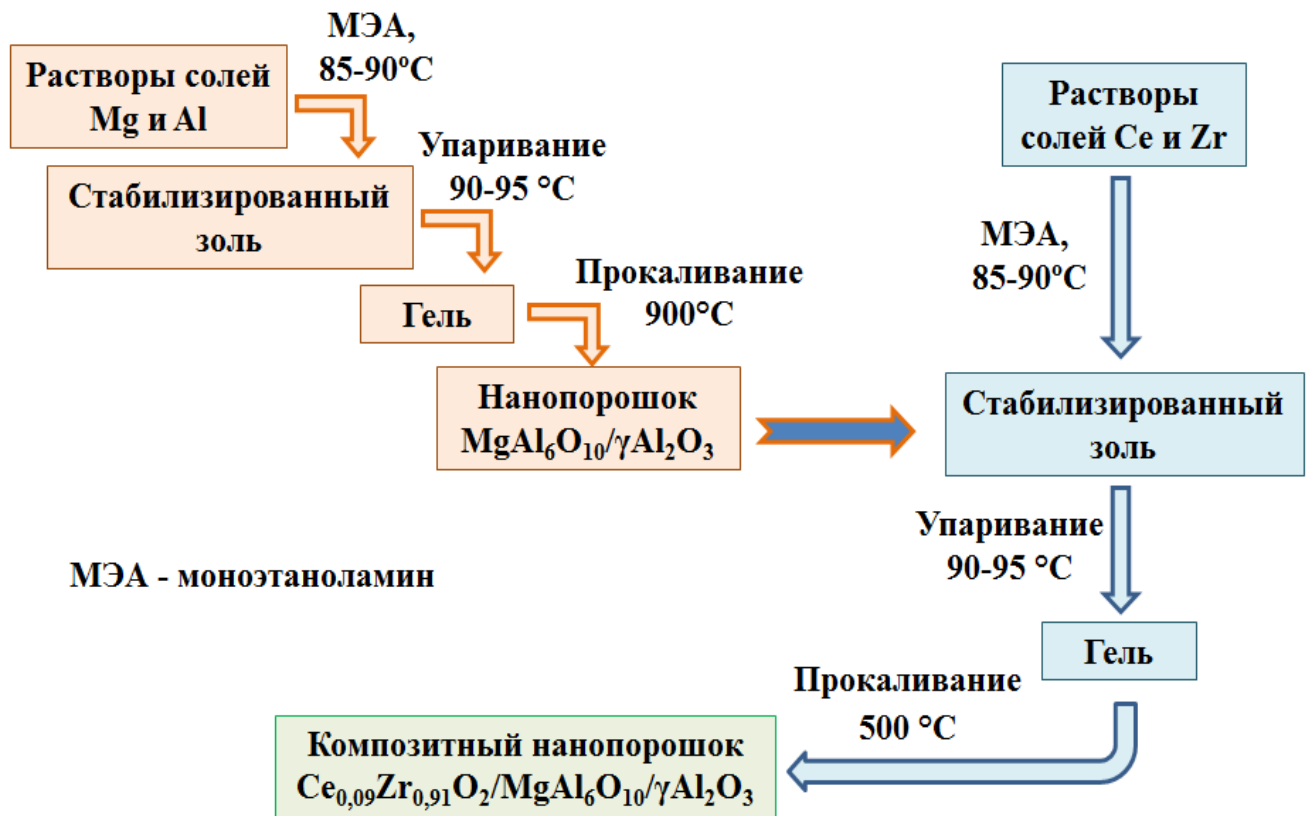 МЭА,
85-90ºС
Растворы солей
Mg и Al
Упаривание
90-95 °С
Стабилизированный
золь
Прокаливание
900°С
Гель
Нанопорошок
MgAl₆O₁₀/γAl₂O₃
Растворы
солей Ce и Zr
МЭА,
85-90ºС
Стабилизированный
золь
Упаривание
90-95 °С
Гель
Прокаливание
500 °С
Композитный нанопорошок
Ce₀,₀₉Zr₀,₉₁O₂/MgAl₆O₁₀/γAl₂O₃
МЭА - моноэтаноламин